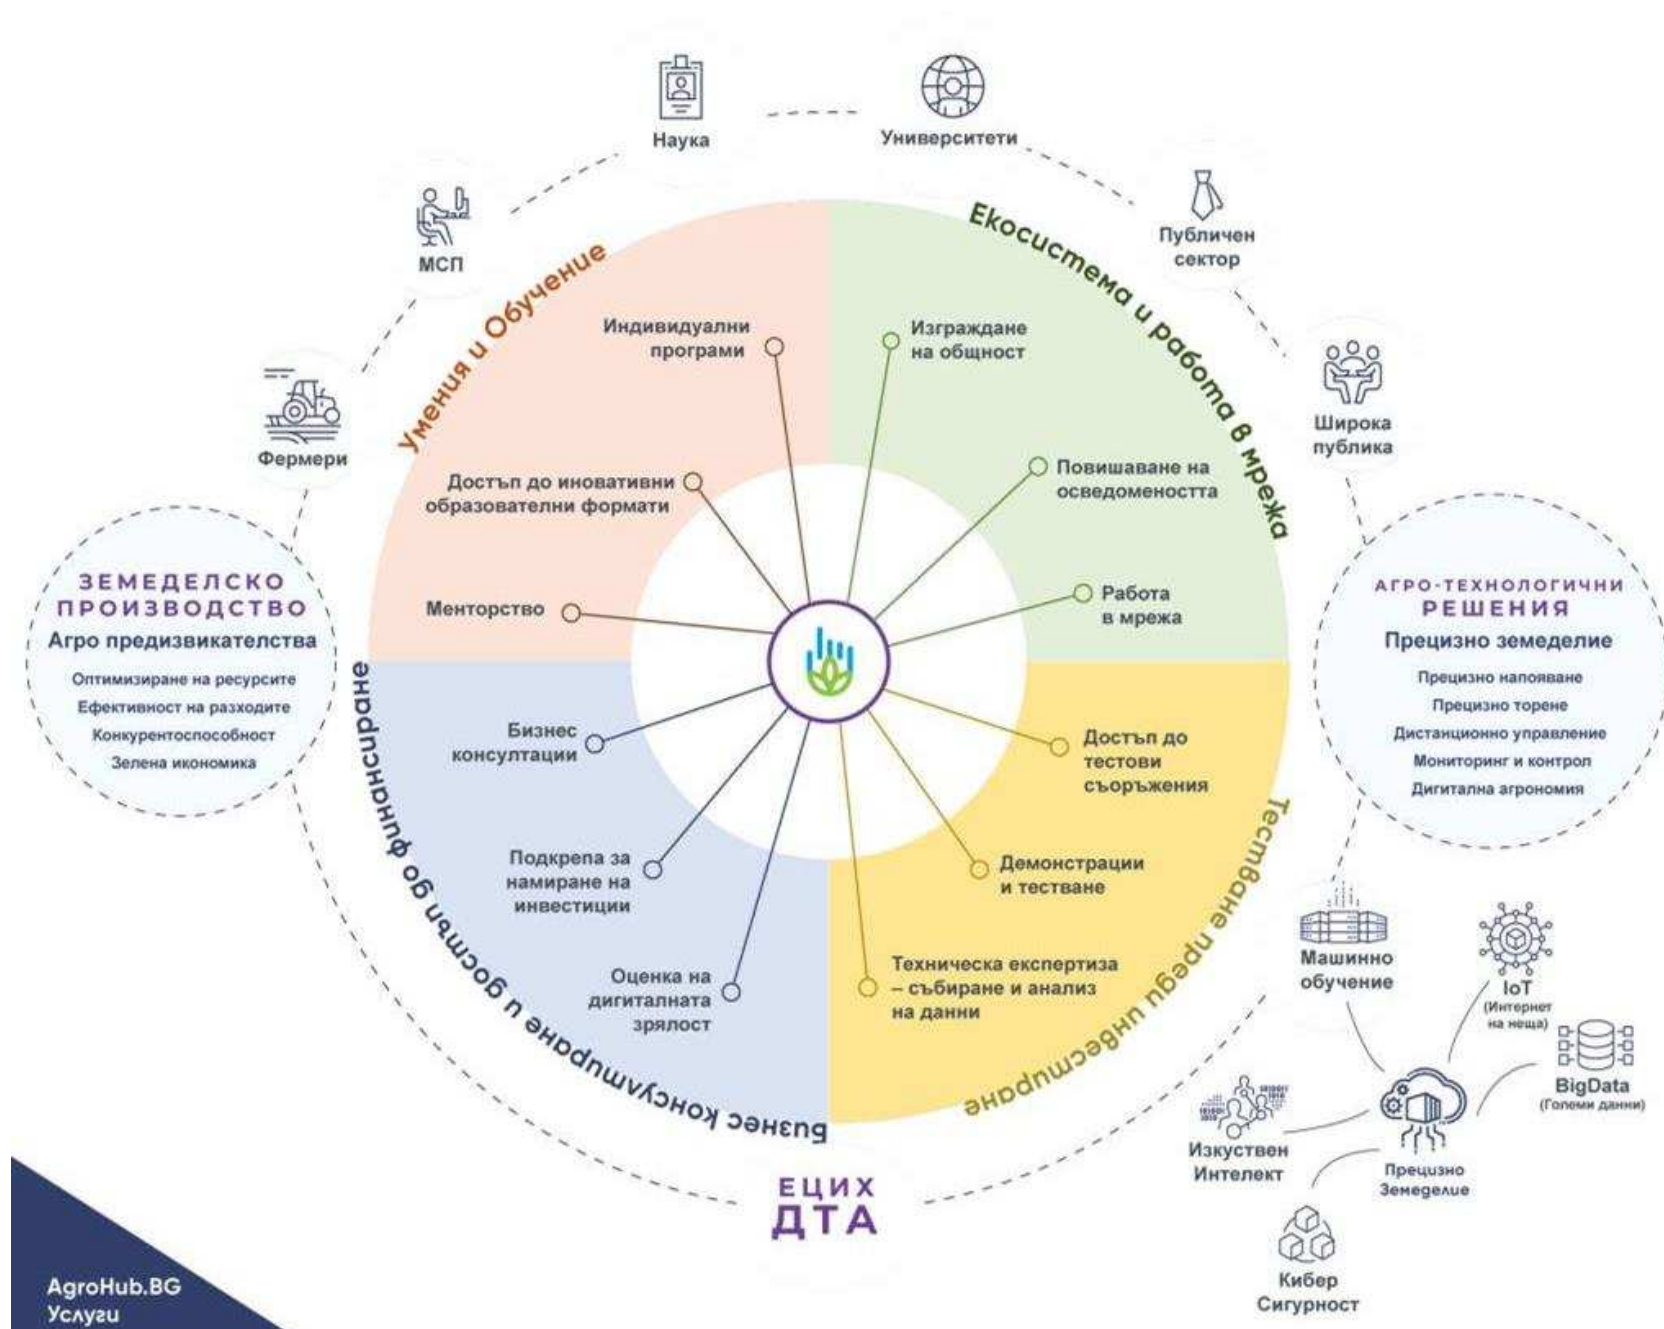 Наука
Университети
МСП
Публичен
сектор
Фермери
Широка
публика
Умения и Обучение
Индивидуални
програми
Достъп до иновативни
образователни формати
Менторство
Екосистема и работа в мрежа
Изграждане
на общност
Повишаване на
осведомеността
Работа
в мрежа
ЗЕМЕДЕЛСКО
ПРОИЗВОДСТВО
Агро предизвикателства
Оптимизиране на ресурсите
Ефективност на разходите
Конкурентоспособност
Зелена икономика
АГРО-ТЕХНОЛОГИЧНИ
РЕШЕНИЯ
Прецизно земеделие
Прецизно напояване
Прецизно торене
Дистанционно управление
Мониторинг и контрол
Дигитална агрономия
Бизнес консултиране и достъп до финансиране
Бизнес
консултации
Подкрепа за
намиране на
инвестиции
Оценка на
дигиталната
зрялост
Тестване преди инвестиране
Достъп до
тестови
съоръжения
Демонстрации
и тестване
Техническа експертиза
– събиране и анализ
на данни
Машинно
обучение
IoT
(Интернет
на неща)
BigData
(Големи данни)
Изкуствен
Интелект
Прецизно
Земеделие
Кибер
Сигурност
ЕЦИХ
ДТА
AgroHub.BG
Услуги